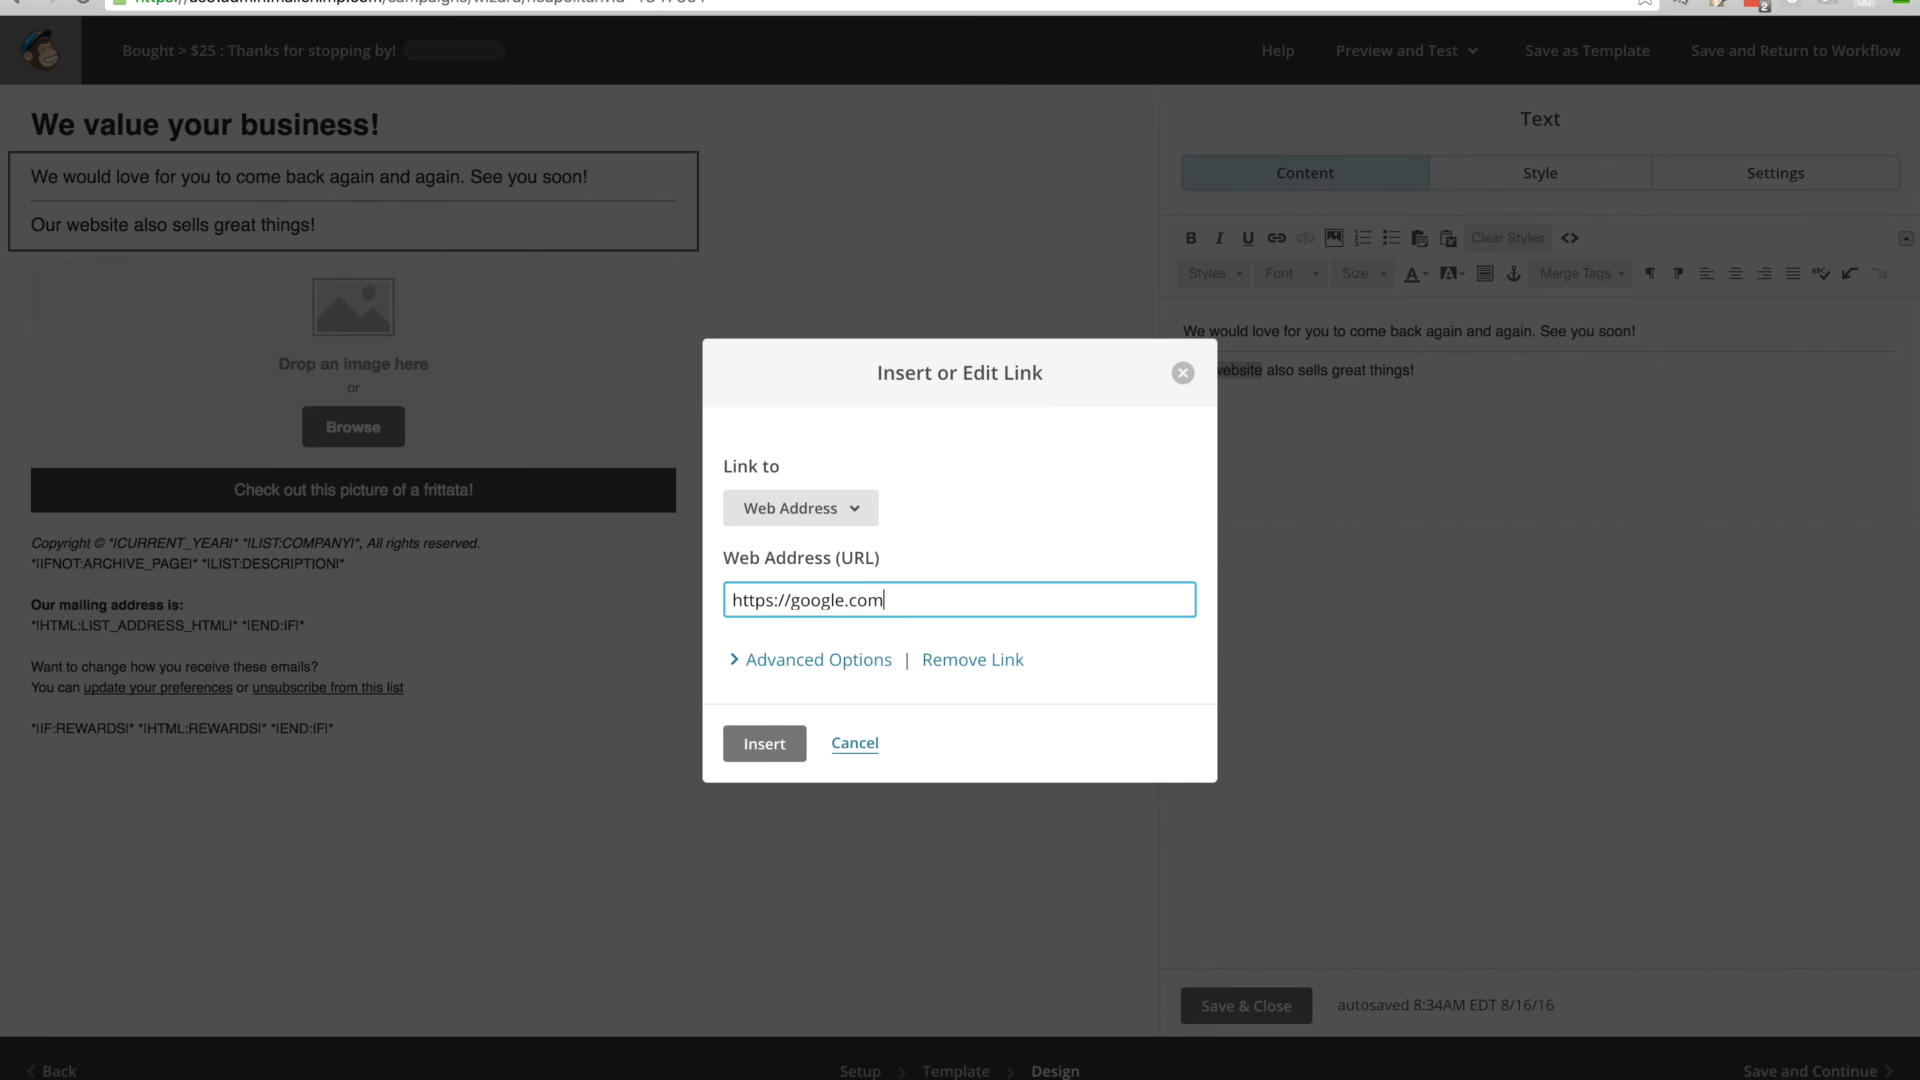 Bought > $25 : Thanks for stopping by!
Help
Preview and Test
Save as Template
Save and Return to Workflow
We value your business!
We would love for you to come back again and again. See you soon!
Our website also sells great things!
Drop an image here
or
Browse
Check out this picture of a frittata!
Copyright © *|CURRENT_YEAR|* *|LIST:COMPANY|*, All rights reserved.
*|IFNOT:ARCHIVE_PAGE|* *|LIST:DESCRIPTION|*
Our mailing address is:
*|HTML:LIST_ADDRESS_HTML|* *|END:IF|*
Want to change how you receive these emails?
You can update your preferences or unsubscribe from this list
*|IF:REWARDS|* *|HTML:REWARDS|* *|END:IF|*
Text
Content
Style
Settings
B I U
Clear Styles
Styles
Font
Size
A
A
Merge Tags
We would love for you to come back again and again. See you soon!
website also sells great things!
Insert or Edit Link
Link to
Web Address
Web Address (URL)
https://google.com
Advanced Options | Remove Link
Insert
Cancel
Save & Close
autosaved 8:34AM EDT 8/16/16
Back
Setup > Template > Design
Save and Continue
2